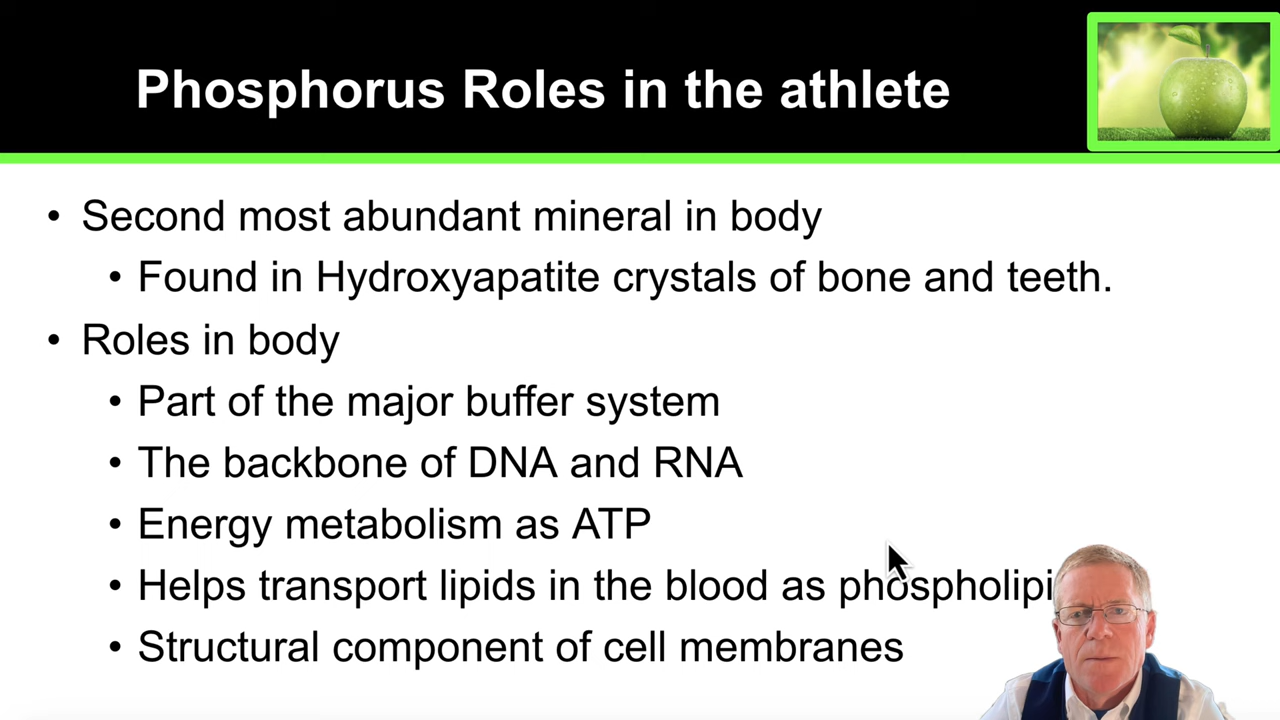 Phosphorus Roles in the athlete
• Second most abundant mineral in body
• Found in Hydroxyapatite crystals of bone and teeth.
• Roles in body
• Part of the major buffer system
• The backbone of DNA and RNA
• Energy metabolism as ATP
• Helps transport lipids in the blood as
• Structural component of cell membranes